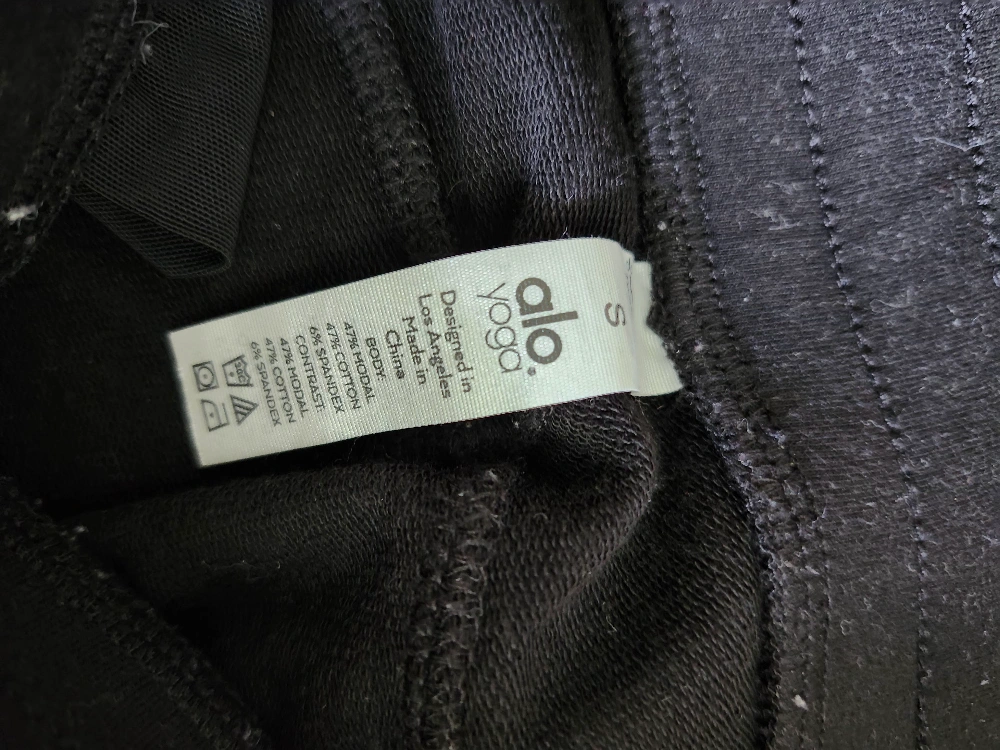 S
alo
yoga
Designed in
Los Angeles
Made in
China
BODY:
47% MODAL
47% COTTON
6% SPANDEX
CONTRAST:
47% MODAL
47% COTTON
6% SPANDEX